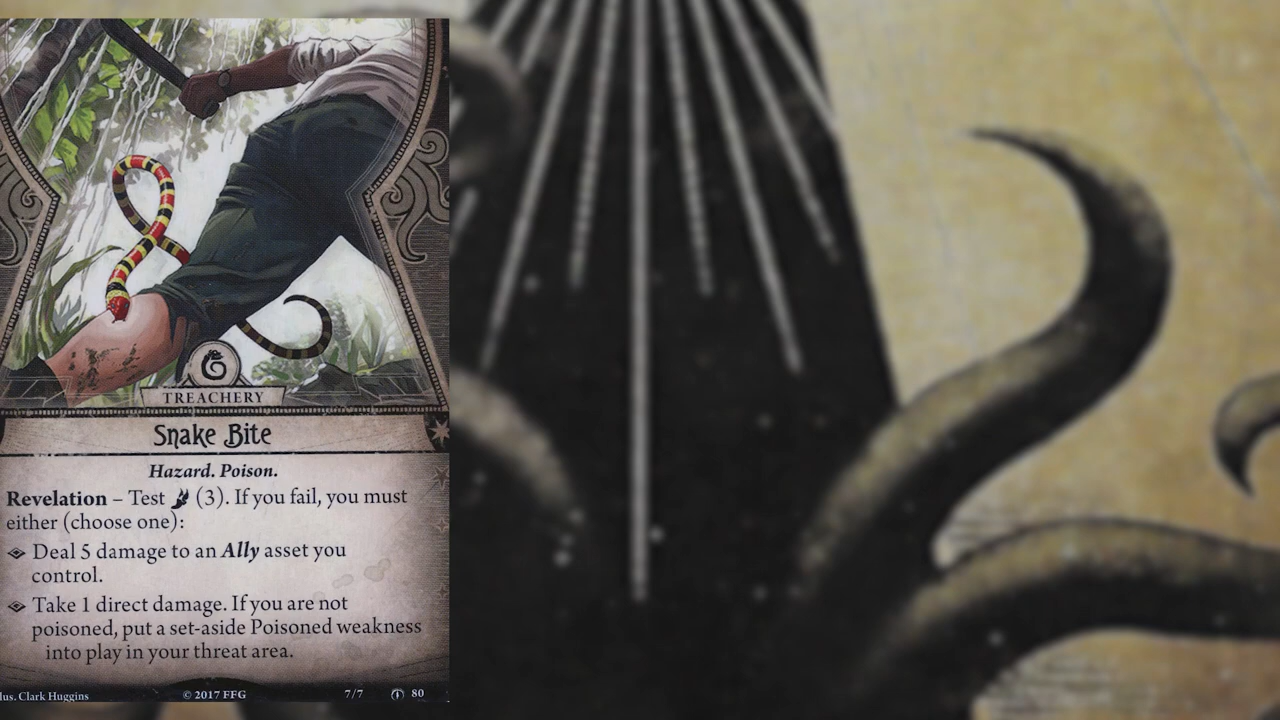 TREACHERY
Snake Bite
Hazard. Poison.
Revelation – Test (3). If you fail, you must
either (choose one):
Deal 5 damage to an Ally asset you
control.
Take 1 direct damage. If you are not
poisoned, put a set-aside Poisoned weakness
into play in your threat area.
lus. Clark Huggins © 2017 FFG 7/7 80